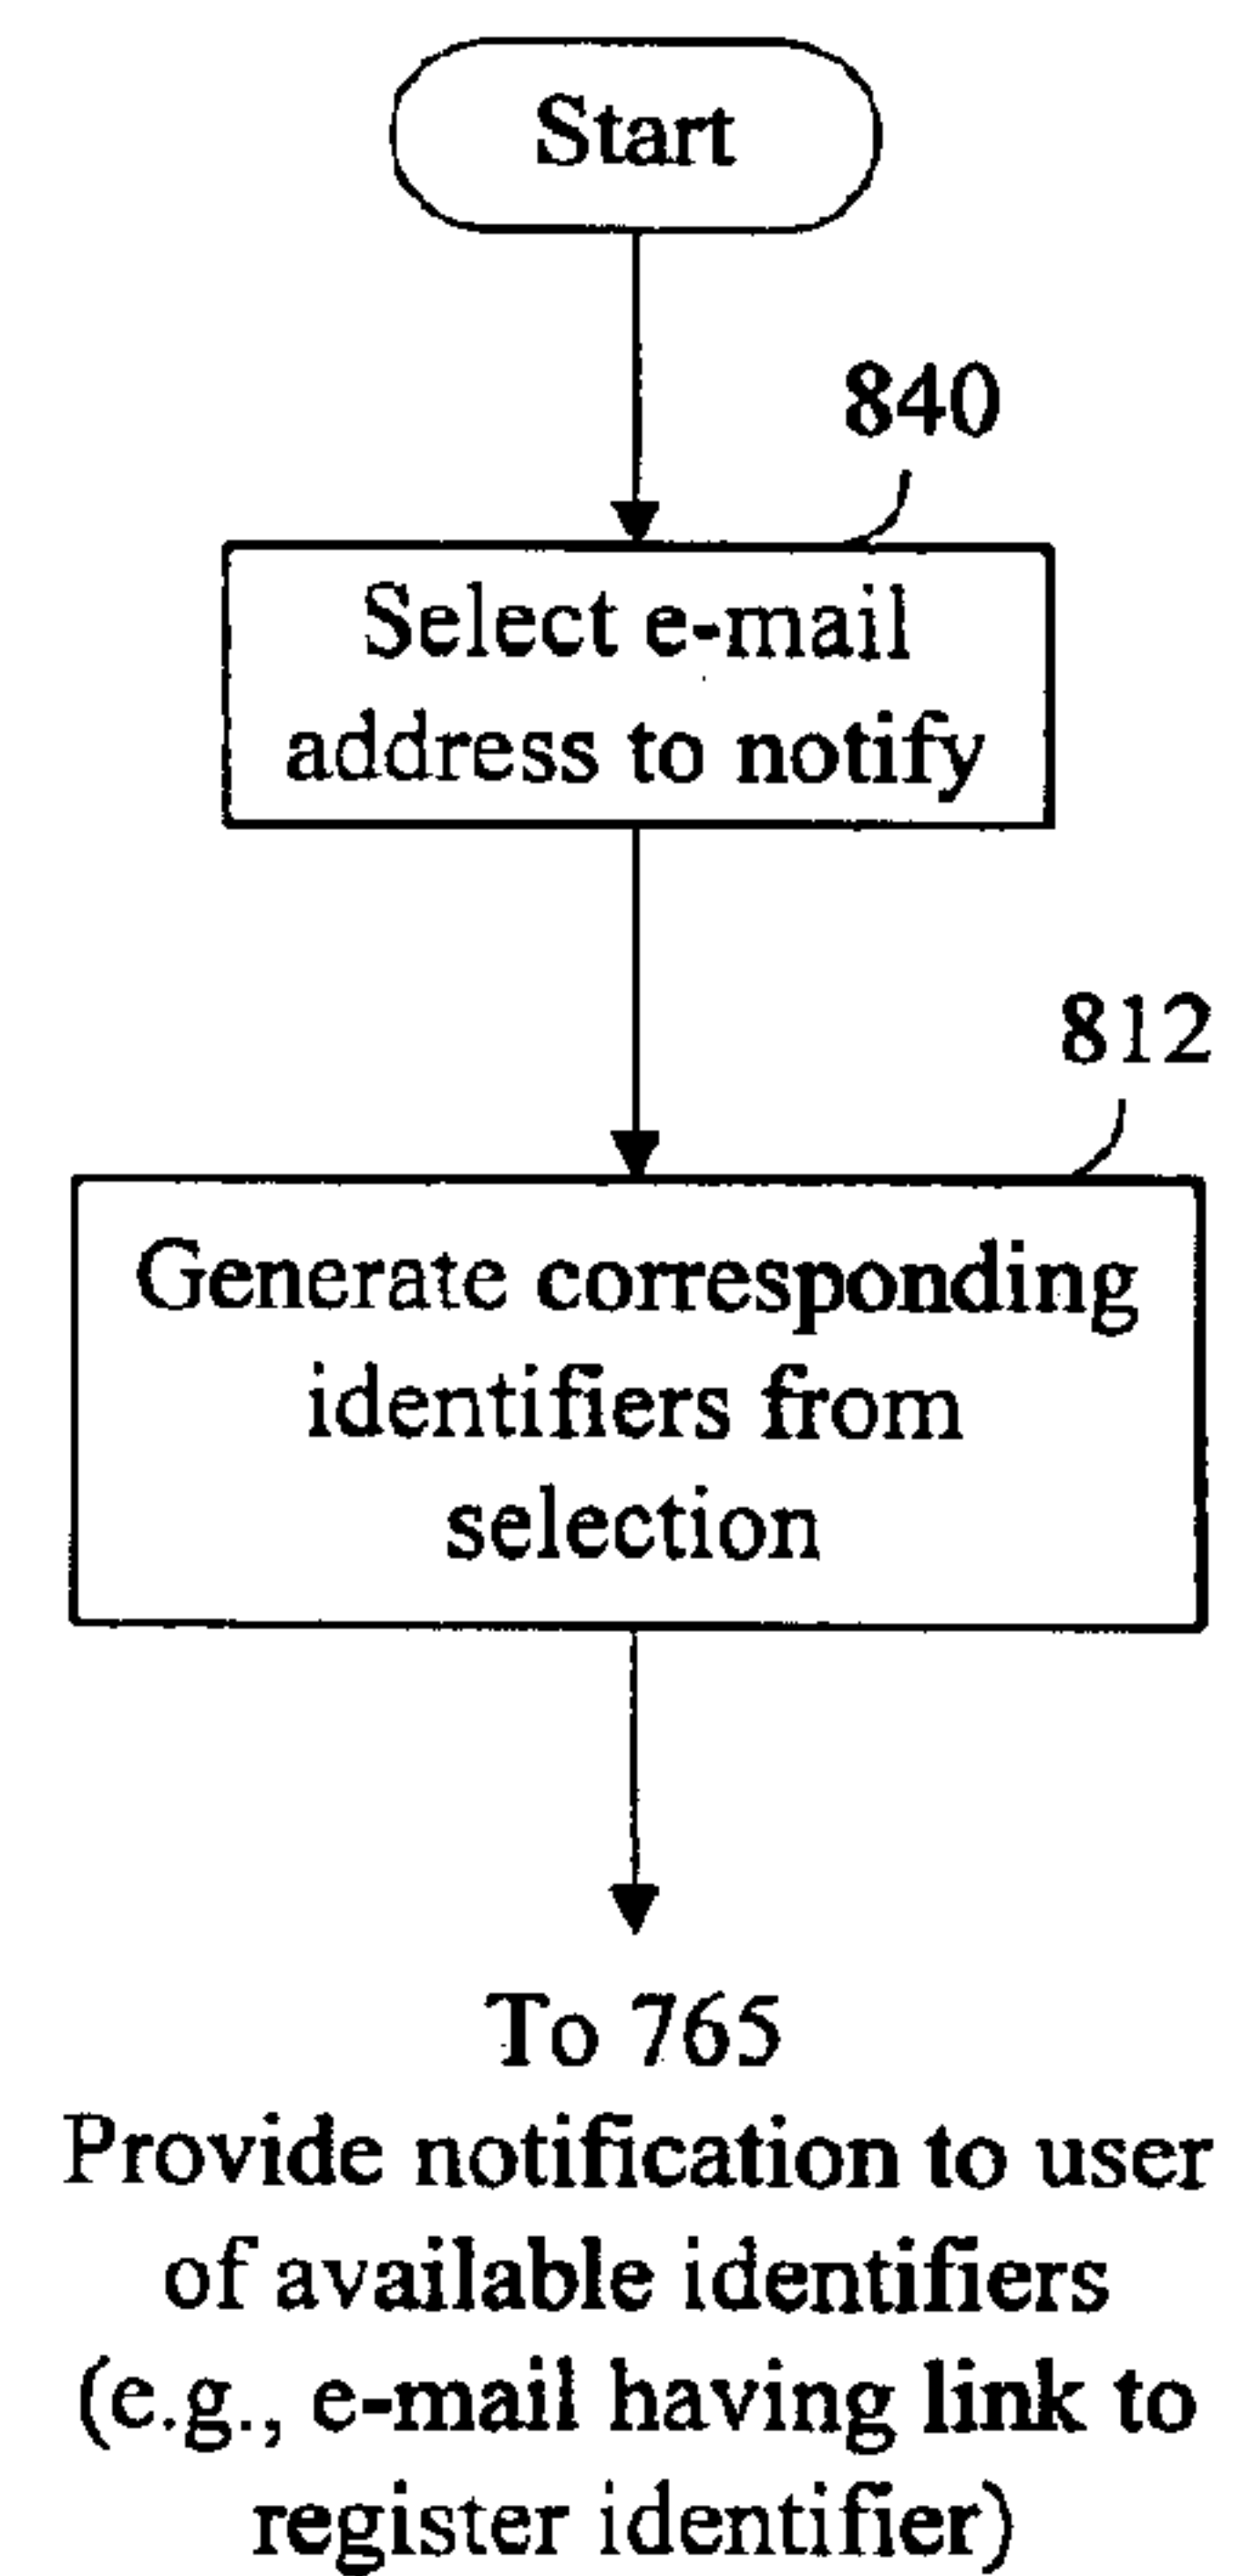 Start
840
Select e-mail
address to notify
812
Generate corresponding
identifiers from
selection
To 765
Provide notification to user
of available identifiers
(e.g., e-mail having link to
register identifier)